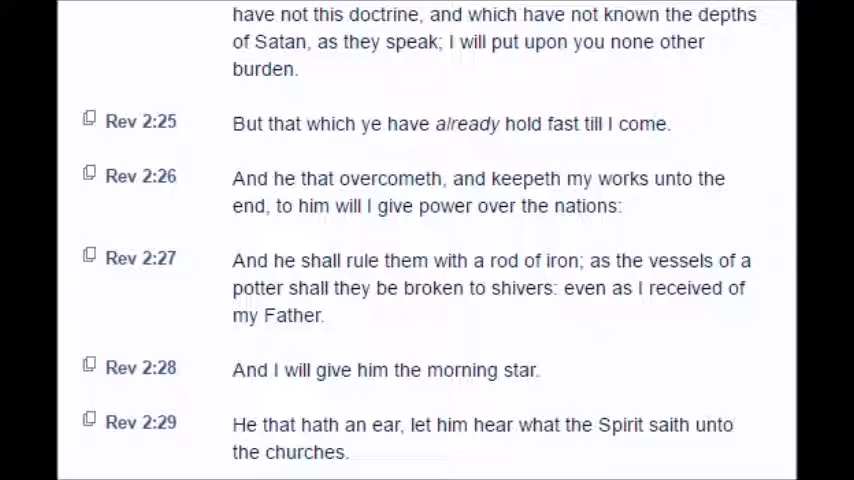 have not this doctrine, and which have not known the depths
of Satan, as they speak; I will put upon you none other
burden.
Rev 2:25 But that which ye have already hold fast till I come.
Rev 2:26 And he that overcometh, and keepeth my works unto the
end, to him will I give power over the nations:
Rev 2:27 And he shall rule them with a rod of iron; as the vessels of a
potter shall they be broken to shivers: even as I received of
my Father.
Rev 2:28 And I will give him the morning star.
Rev 2:29 He that hath an ear, let him hear what the Spirit saith unto
the churches.